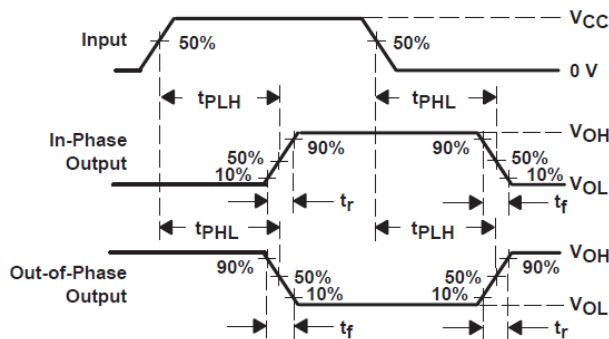 Input
50%
50%
VCC
0 V
tPLH
tPHL
In-Phase
Output
50%
10%
90%
90%
50%
10%
VOH
VOL
tr
tf
tPHL
tPLH
Out-of-Phase
Output
90%
50%
10%
50%
10%
90%
VOH
VOL
tf
tr